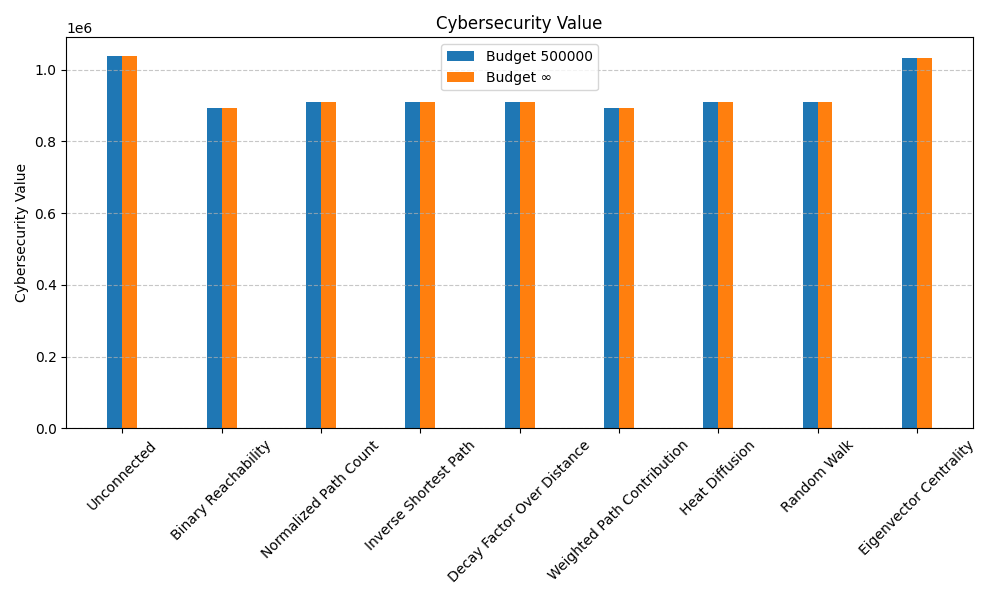 Cybersecurity Value
1e6
Budget 500000
Budget ∞
Cybersecurity Value
1.0
0.8
0.6
0.4
0.2
0.0
Unconnected
Binary Reachability
Normalized Path Count
Inverse Shortest Path
Decay Factor Over Distance
Weighted Path Contribution
Heat Diffusion
Random Walk
Eigenvector Centrality